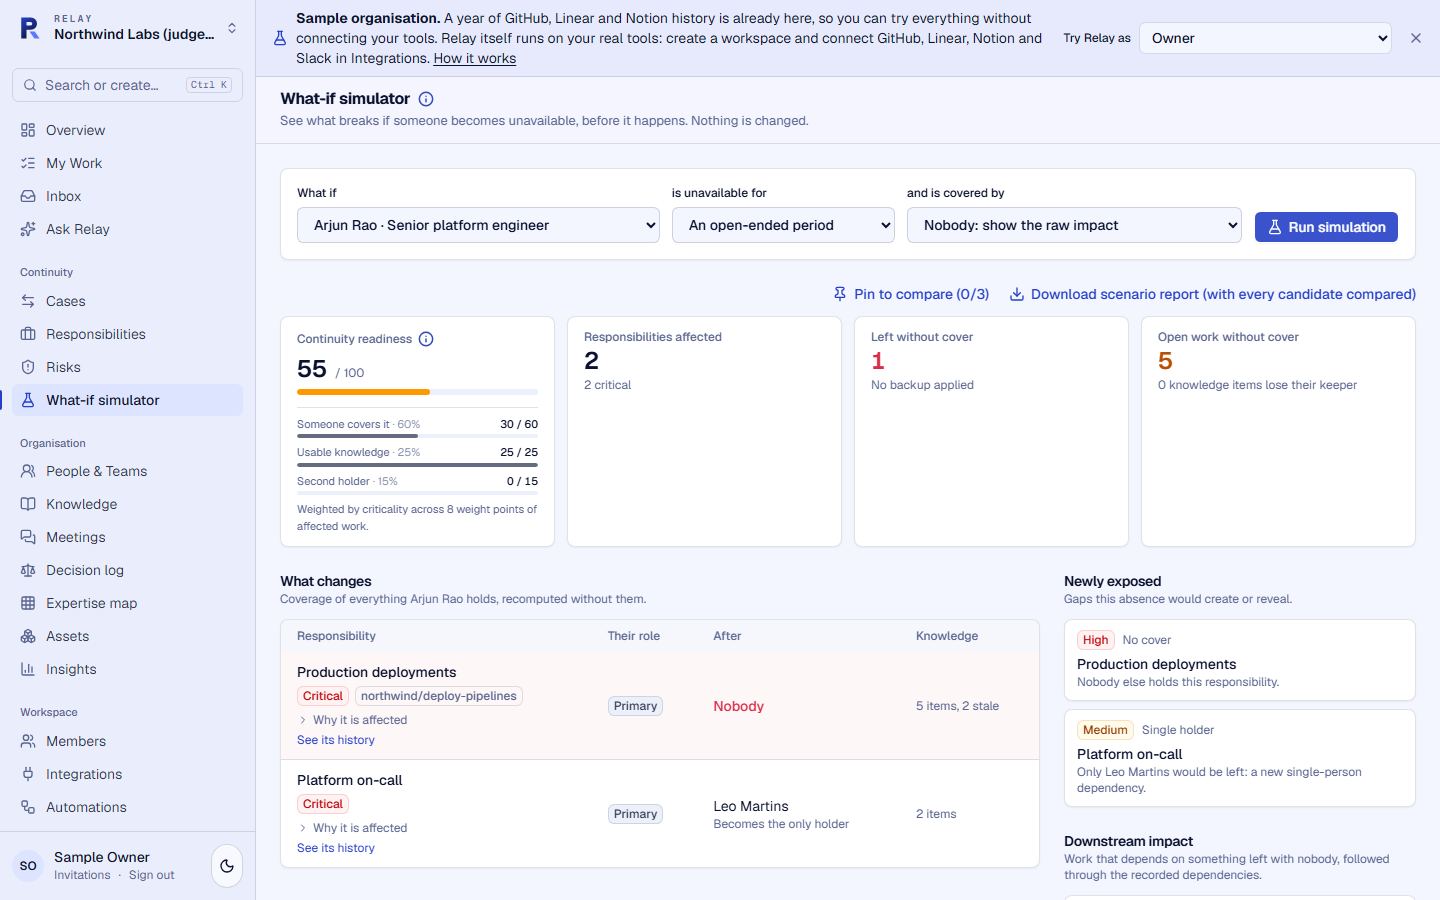 RELAY
Northwind Labs (judge...
Search or create...
Ctrl K
Overview
My Work
Inbox
Ask Relay
Continuity
Cases
Responsibilities
Risks
What-if simulator
Organisation
People & Teams
Knowledge
Meetings
Decision log
Expertise map
Assets
Insights
Workspace
Members
Integrations
Automations
SO
Sample Owner
Invitations · Sign out
Sample organisation. A year of GitHub, Linear and Notion history is already here, so you can try everything without
connecting your tools. Relay itself runs on your real tools: create a workspace and connect GitHub, Linear, Notion and
Slack in Integrations. How it works
Try Relay as
Owner
What-if simulator
See what breaks if someone becomes unavailable, before it happens. Nothing is changed.
What if
is unavailable for
and is covered by
Arjun Rao · Senior platform engineer
An open-ended period
Nobody: show the raw impact
Run simulation
Pin to compare (0/3)
Download scenario report (with every candidate compared)
Continuity readiness
55 / 100
Someone covers it · 60%
30 / 60
Usable knowledge · 25%
25 / 25
Second holder · 15%
0 / 15
Weighted by criticality across 8 weight points of
affected work.
Responsibilities affected
2
2 critical
Left without cover
1
No backup applied
Open work without cover
5
0 knowledge items lose their keeper
What changes
Coverage of everything Arjun Rao holds, recomputed without them.
Responsibility
Their role
After
Knowledge
Production deployments
Critical
northwind/deploy-pipelines
Why it is affected
See its history
Primary
Nobody
5 items, 2 stale
Platform on-call
Critical
Why it is affected
See its history
Primary
Leo Martins
Becomes the only holder
2 items
Newly exposed
Gaps this absence would create or reveal.
High
No cover
Production deployments
Nobody else holds this responsibility.
Medium
Single holder
Platform on-call
Only Leo Martins would be left: a new single-person
dependency.
Downstream impact
Work that depends on something left with nobody, followed
through the recorded dependencies.